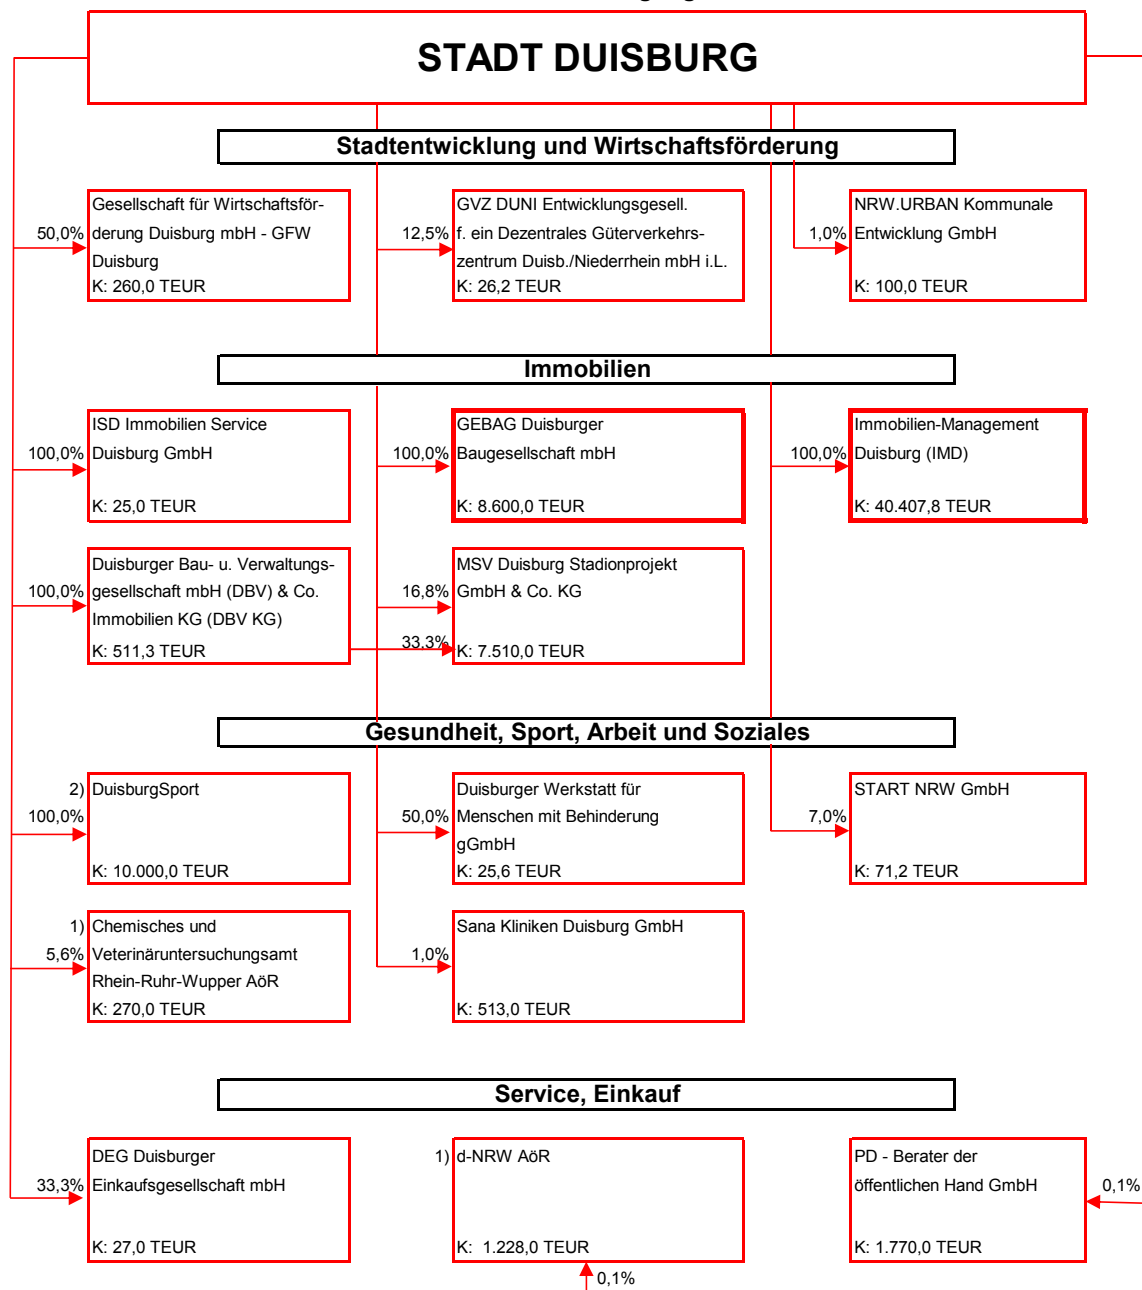 STADT DUISBURG
Stadtentwicklung und Wirtschaftsförderung
50,0%
Gesellschaft für Wirtschaftsför-
derung Duisburg mbH - GFW
Duisburg
K: 260,0 TEUR
12,5%
GVZ DUNI Entwicklungsgesell.
f. ein Dezentrales Güterverkehrs-
zentrum Duisb./Niederrhein mbH i.L.
K: 26,2 TEUR
1,0%
NRW.URBAN Kommunale
Entwicklung GmbH
K: 100,0 TEUR
Immobilien
100,0%
ISD Immobilien Service
Duisburg GmbH
K: 25,0 TEUR
100,0%
GEBAG Duisburger
Baugesellschaft mbH
K: 8.600,0 TEUR
100,0%
Immobilien-Management
Duisburg (IMD)
K: 40.407,8 TEUR
100,0%
Duisburger Bau- u. Verwaltungs-
gesellschaft mbH (DBV) & Co.
Immobilien KG (DBV KG)
K: 511,3 TEUR
16,8%
33,3%
MSV Duisburg Stadionprojekt
GmbH & Co. KG
K: 7.510,0 TEUR
Gesundheit, Sport, Arbeit und Soziales
2) DuisburgSport
100,0%
K: 10.000,0 TEUR
50,0%
Duisburger Werkstatt für
Menschen mit Behinderung
gGmbH
K: 25,6 TEUR
7,0%
START NRW GmbH
K: 71,2 TEUR
1) Chemisches und
5,6% Veterinäruntersuchungsamt
Rhein-Ruhr-Wupper AöR
K: 270,0 TEUR
1,0%
Sana Kliniken Duisburg GmbH
K: 513,0 TEUR
Service, Einkauf
33,3%
DEG Duisburger
Einkaufsgesellschaft mbH
K: 27,0 TEUR
1) d-NRW AöR
K: 1.228,0 TEUR
0,1%
PD - Berater der
öffentlichen Hand GmbH
K: 1.770,0 TEUR
0,1%